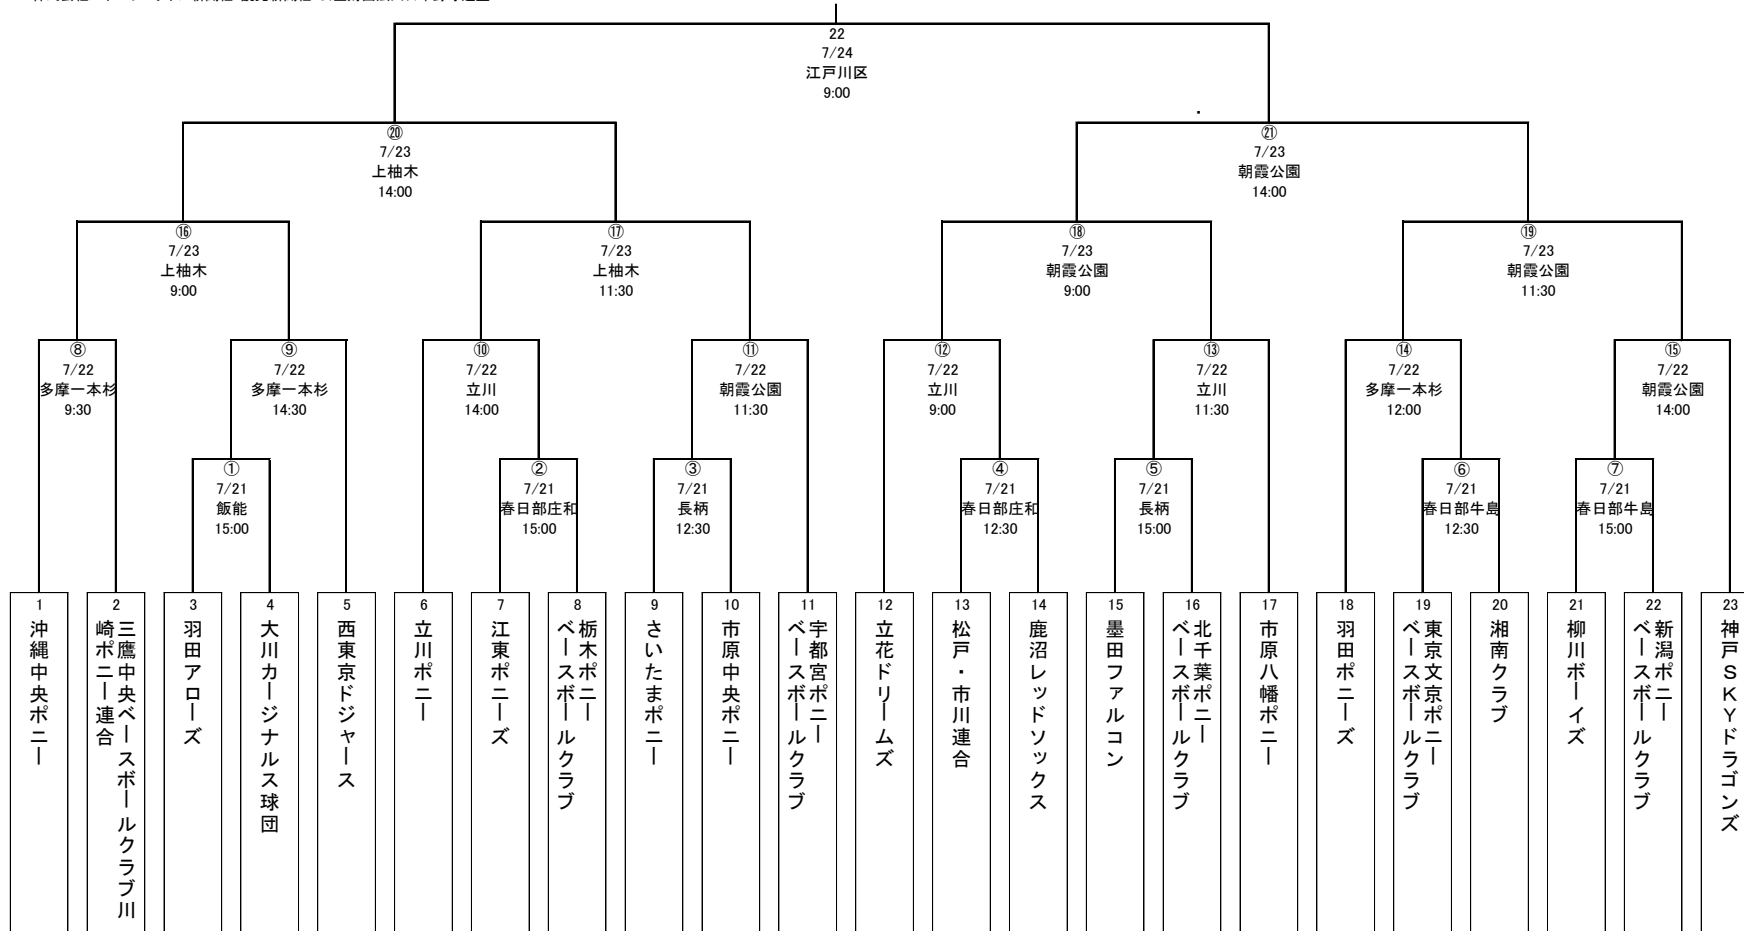 22
7/24
江戸川区
9:00
⑳
7/23
上柚木
14:00
㉑
7/23
朝霞公園
14:00
⑯
7/23
上柚木
9:00
⑰
7/23
上柚木
11:30
⑱
7/23
朝霞公園
9:00
⑲
7/23
朝霞公園
11:30
⑧
7/22
多摩一本杉
9:30
⑨
7/22
多摩一本杉
14:30
⑩
7/22
立川
14:00
⑪
7/22
朝霞公園
11:30
⑫
7/22
立川
9:00
⑬
7/22
立川
11:30
⑭
7/22
多摩一本杉
12:00
⑮
7/22
朝霞公園
14:00
①
7/21
飯能
15:00
②
7/21
春日部庄和
15:00
③
7/21
長柄
12:30
④
7/21
春日部庄和
12:30
⑤
7/21
長柄
15:00
⑥
7/21
春日部牛島
12:30
⑦
7/21
春日部牛島
15:00
1
沖縄中央ポニー
2
三鷹中央ベースボールクラブ川
崎ポニー連合
3
羽田アローズ
4
大川カージナルス球団
5
西東京ドジャース
6
立川ポニー
7
江東ポニーズ
8
栃木ポニー
ベースボールクラブ
9
さいたまポニー
10
市原中央ポニー
11
宇都宮ポニー
ベースボールクラブ
12
立花ドリームズ
13
松戸・市川連合
14
鹿沼レッドソックス
15
墨田ファルコン
16
北千葉ポニー
ベースボールクラブ
17
市原八幡ポニー
18
羽田ポニーズ
19
東京文京ポニー
ベースボールクラブ
20
湘南クラブ
21
柳川ボーイズ
22
新潟ポニー
ベースボールクラブ
23
神戸SKYドラゴンズ